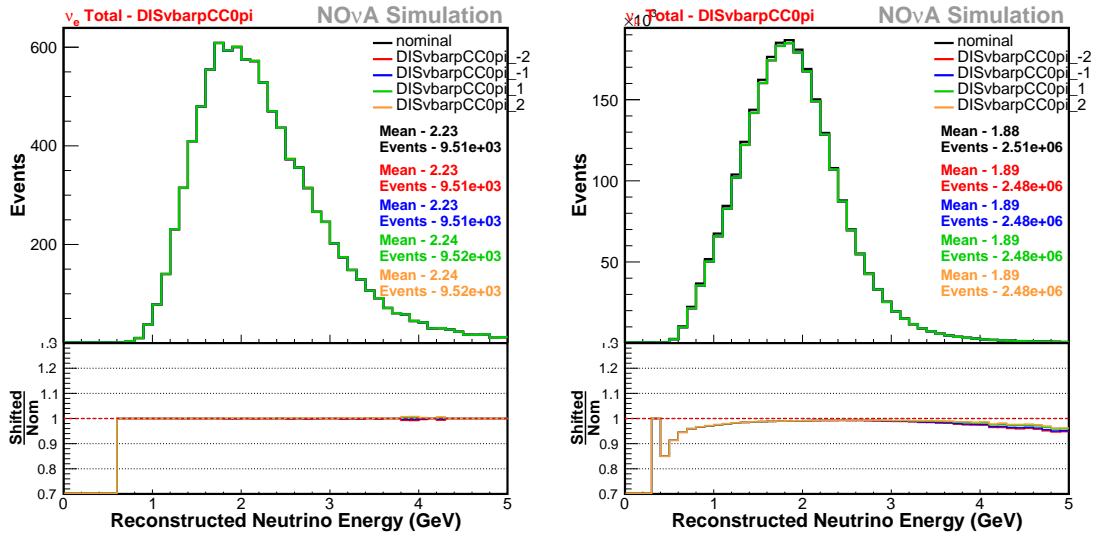 νe Total - DISvbarpCC0pi NOνA Simulation
Events
600
400
200
nominal
DISvbarpCC0pi_-2
DISvbarpCC0pi_-1
DISvbarpCC0pi_1
DISvbarpCC0pi_2
Mean - 2.23
Events - 9.51e+03
Mean - 2.23
Events - 9.51e+03
Mean - 2.23
Events - 9.51e+03
Mean - 2.24
Events - 9.52e+03
Mean - 2.24
Events - 9.52e+03
Shifted
Nom
1.3
1.2
1.1
1
0.9
0.8
0.7
0 1 2 3 4 5
Reconstructed Neutrino Energy (GeV)
Total - DISvbarpCC0pi NOνA Simulation
×10³
Events
150
100
50
nominal
DISvbarpCC0pi_-2
DISvbarpCC0pi_-1
DISvbarpCC0pi_1
DISvbarpCC0pi_2
Mean - 1.88
Events - 2.51e+06
Mean - 1.89
Events - 2.48e+06
Mean - 1.89
Events - 2.48e+06
Mean - 1.89
Events - 2.48e+06
Mean - 1.89
Events - 2.48e+06
Shifted
Nom
1.3
1.2
1.1
1
0.9
0.8
0.7
0 1 2 3 4 5
Reconstructed Neutrino Energy (GeV)